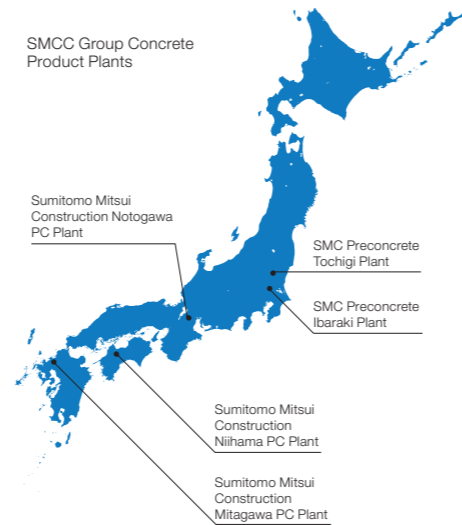 SMCC Group Concrete
Product Plants
Sumitomo Mitsui
Construction Notogawa
PC Plant
SMC Preconcrete
Tochigi Plant
SMC Preconcrete
Ibaraki Plant
Sumitomo Mitsui
Construction
Niihama PC Plant
Sumitomo Mitsui
Construction
Mitagawa PC Plant